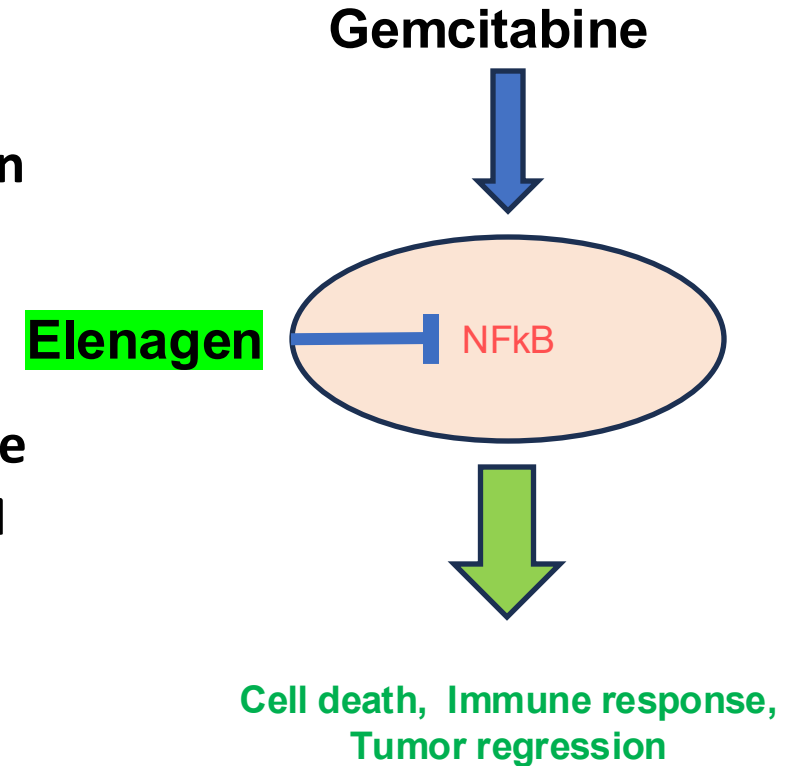 Gemcitabine
n
Elenagen
NFkB
e
Cell death, Immune response,
Tumor regression